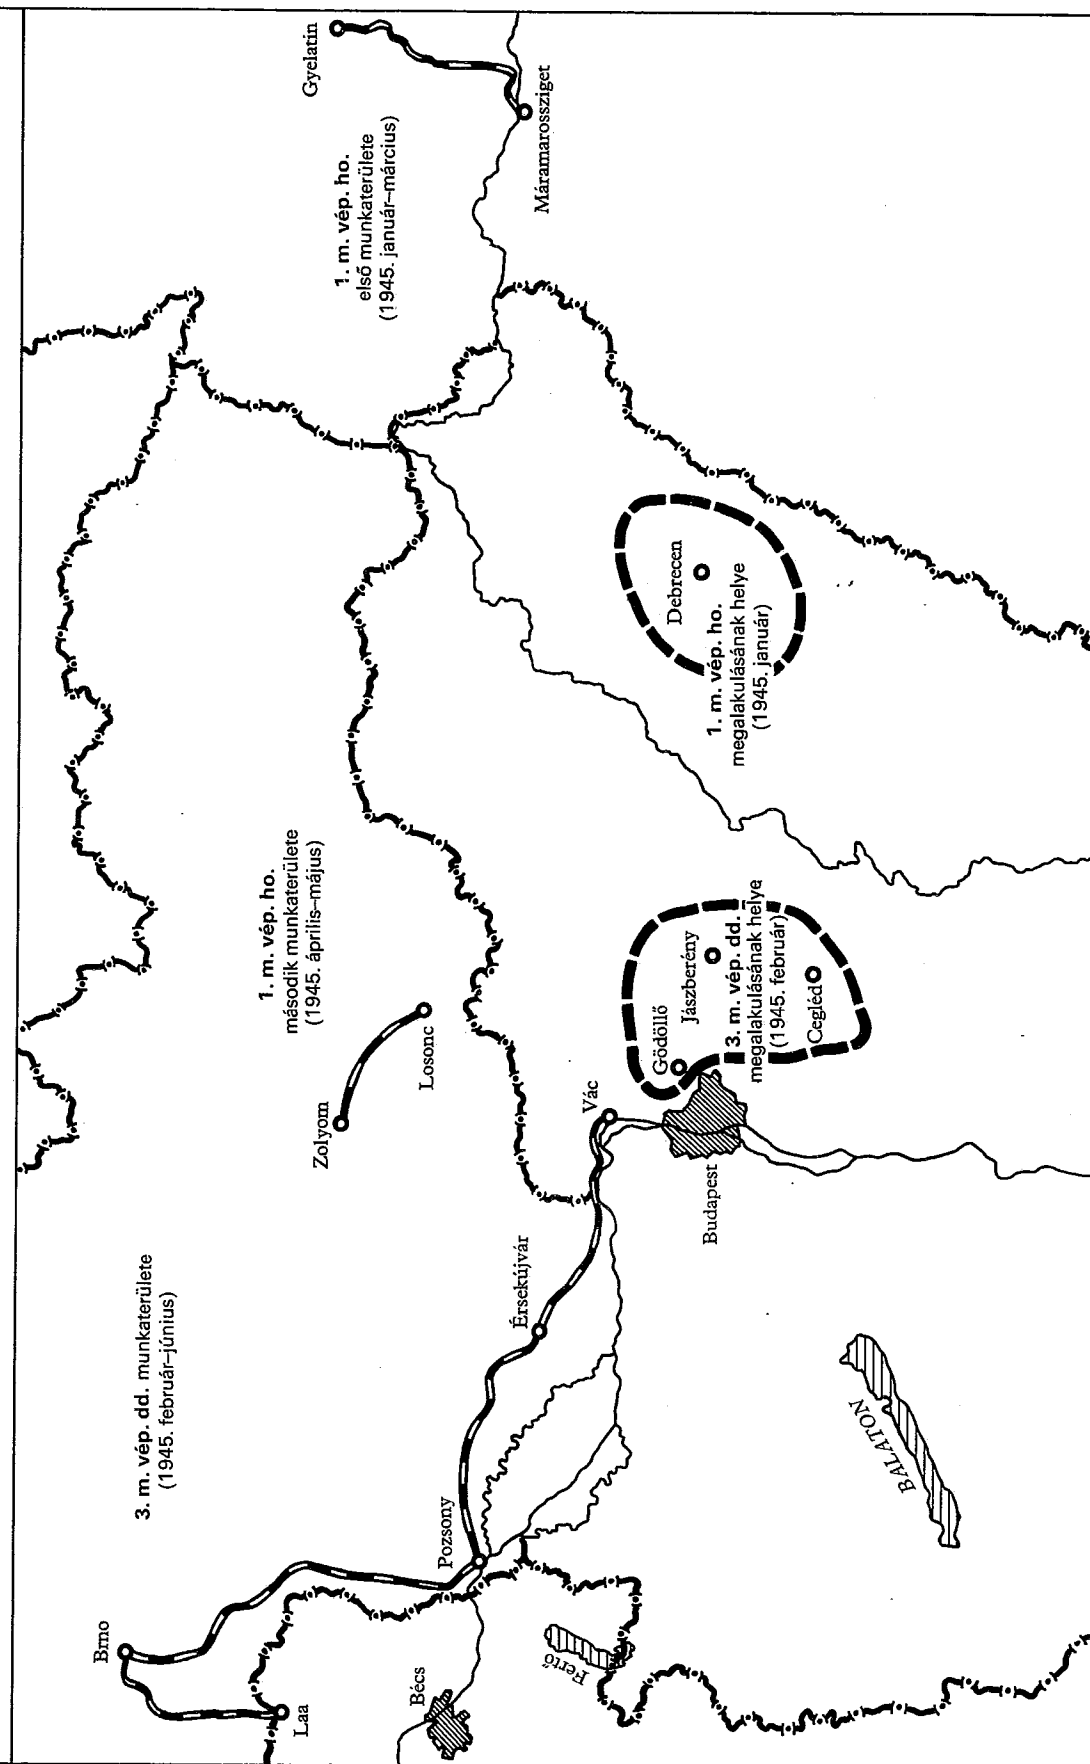 Brno
Laa
Bécs
Fertő
Pozsony
Érsekújvár
BALATON
3. m. vép. dd. munkaterülete
(1945. február–június)
Zolyom
Losonc
1. m. vép. ho.
második munkaterülete
(1945. április–május)
Vác
Budapest
Gödöllő
Jászberény
3. m. vép. dd.
megalakulásának helye
(1945. február)
Cegléd
Debrecen
1. m. vép. ho.
megalakulásának helye
(1945. január)
1. m. vép. ho.
első munkaterülete
(1945. január–március)
Gyelatin
Máramarossziget